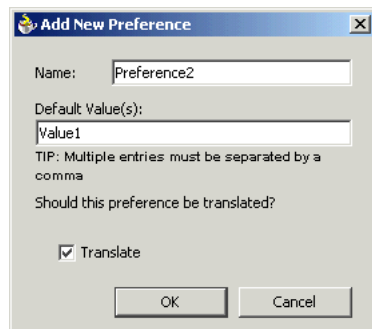 Add New Preference
Name: Preference2
Default Value(s):
Value1
TIP: Multiple entries must be separated by a
comma
Should this preference be translated?
Translate
OK Cancel